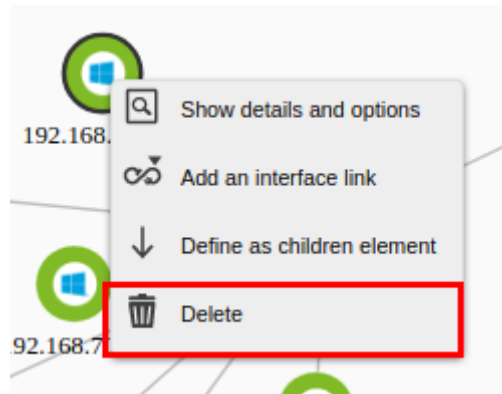 Show details and options
192.168.
Add an interface link
Define as children element
Delete
92.168.7